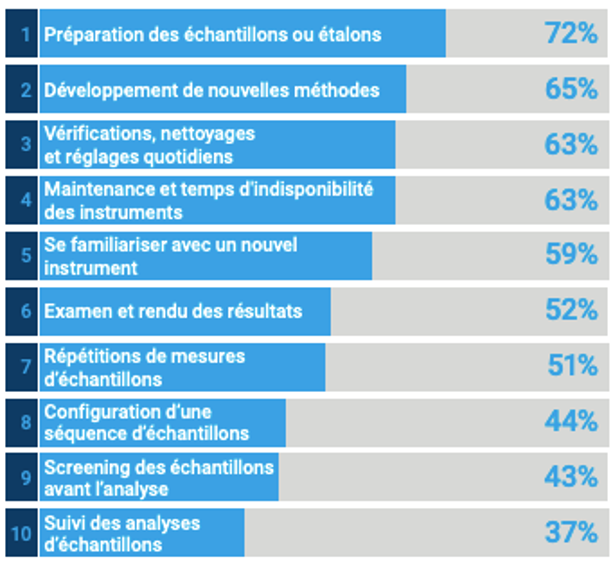 1 Préparation des échantillons ou étalons 72%
2 Développement de nouvelles méthodes 65%
3 Vérifications, nettoyages
et réglages quotidiens 63%
4 Maintenance et temps d'indisponibilité
des instruments 63%
5 Se familiariser avec un nouvel
instrument 59%
6 Examen et rendu des résultats 52%
7 Répétitions de mesures
d'échantillons 51%
8 Configuration d'une
séquence d'échantillons 44%
9 Screening des échantillons
avant l'analyse 43%
10 Suivi des analyses
d'échantillons 37%